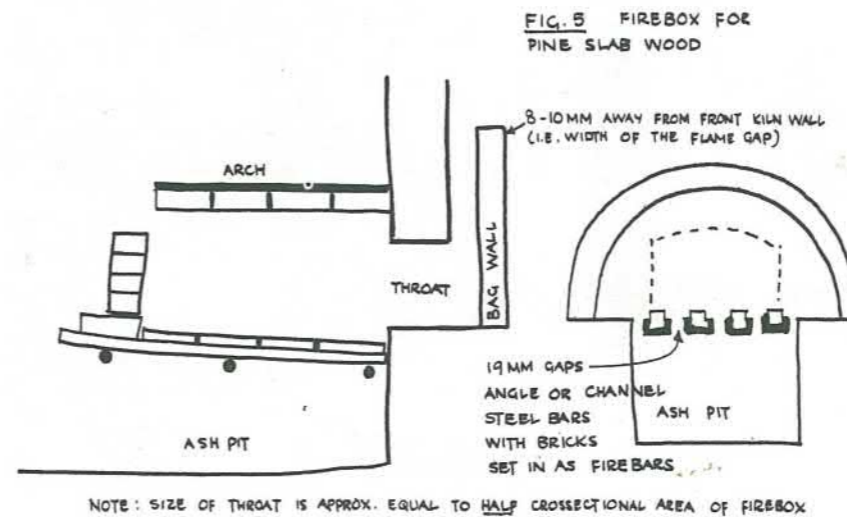 FIG. 5 FIREBOX FOR
PINE SLAB WOOD
8-10MM AWAY FROM FRONT KILN WALL
(I.E. WIDTH OF THE FLAME GAP)
ARCH
THROAT
BAG WALL
19MM GAPS
ANGLE OR CHANNEL
STEEL BARS
WITH BRICKS
SET IN AS FIREBARS
ASH PIT
ASH PIT
NOTE: SIZE OF THROAT IS APPROX. EQUAL TO HALF CROSSECTIONAL AREA OF FIREBOX